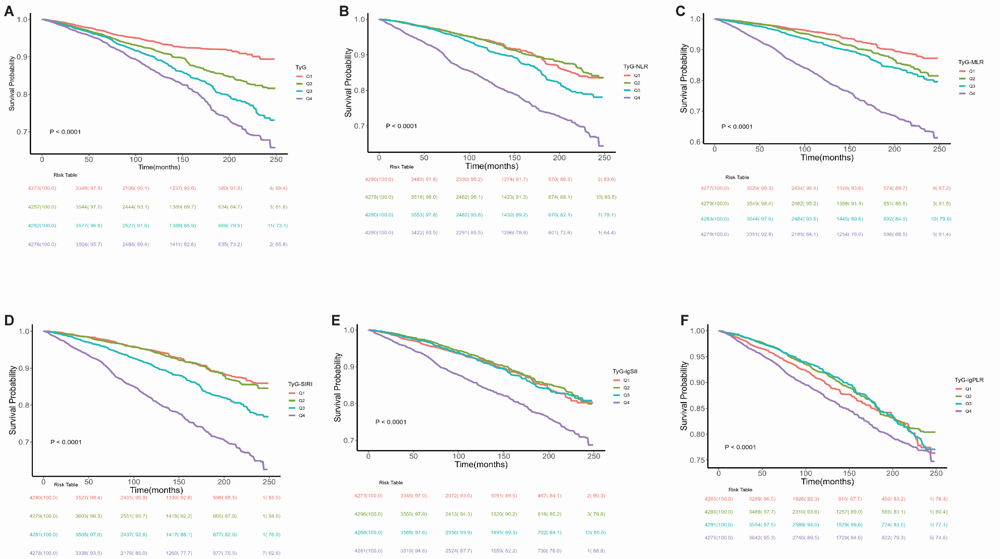 A
1.0
0.9
0.8
0.7
Survival Probability
P < 0.0001
0 50 100 150 200 250
Time(months)
TyG
Q1
Q2
Q3
Q4
Risk Table
4273(100.0) 3348( 97.8) 2106( 95.1) 1237( 92.6) 580( 91.8) 4( 89.4)
4287(100.0) 3544( 97.0) 2444( 93.1) 1389( 89.7) 634( 84.7) 1( 81.6)
4282(100.0) 3577( 96.6) 2527( 91.6) 1388( 85.9) 666( 79.5) 11( 73.1)
4276(100.0) 3504( 95.7) 2488( 89.4) 1411( 82.6) 635( 73.2) 2( 65.8)
B
1.0
0.9
0.8
0.7
Survival Probability
P < 0.0001
0 50 100 150 200 250
Time(months)
TyG-NLR
Q1
Q2
Q3
Q4
Risk Table
4280(100.0) 3480( 97.8) 2330( 95.2) 1274( 91.7) 570( 86.3) 2( 83.6)
4278(100.0) 3518( 98.0) 2462( 95.1) 1423( 91.3) 674( 88.1) 10( 83.5)
4280(100.0) 3553( 97.8) 2482( 93.8) 1432( 89.2) 670( 82.1) 7( 78.1)
4280(100.0) 3422( 93.5) 2291( 85.5) 1296( 78.9) 601( 72.6) 1( 64.4)
C
1.0
0.9
0.8
0.7
0.6
Survival Probability
P < 0.0001
0 50 100 150 200 250
Time(months)
TyG-MLR
Q1
Q2
Q3
Q4
Risk Table
4277(100.0) 3529( 98.3) 2434( 96.4) 1328( 93.6) 574( 89.7) 8( 87.2)
4279(100.0) 3549( 98.4) 2462( 95.2) 1398( 91.4) 651( 86.6) 3( 81.5)
4283(100.0) 3544( 97.6) 2484( 93.5) 1445( 89.6) 692( 84.0) 10( 79.6)
4279(100.0) 3351( 92.8) 2185( 84.1) 1254( 76.0) 598( 68.5) 5( 61.4)
D
1.0
0.9
0.8
0.7
Survival Probability
P < 0.0001
0 50 100 150 200 250
Time(months)
TyG-SIRI
Q1
Q2
Q3
Q4
Risk Table
4280(100.0) 3527( 98.4) 2401( 95.9) 1330( 92.8) 596( 88.5) 1( 85.9)
4279(100.0) 3603( 98.3) 2551( 95.7) 1418( 92.2) 665( 87.9) 1( 84.6)
4281(100.0) 3505( 97.0) 2437( 92.6) 1417( 88.1) 677( 82.0) 1( 76.9)
4278(100.0) 3338( 93.5) 2176( 85.0) 1260( 77.7) 577( 70.5) 7( 62.6)
E
1.0
0.9
0.8
0.7
Survival Probability
P < 0.0001
0 50 100 150 200 250
Time(months)
TyG-lgSII
Q1
Q2
Q3
Q4
Risk Table
4273(100.0) 3345( 97.0) 2072( 93.6) 1051( 89.6) 467( 84.1) 2( 80.3)
4296(100.0) 3550( 97.9) 2413( 94.3) 1320( 90.2) 616( 85.2) 3( 79.9)
4268(100.0) 3568( 97.6) 2556( 93.9) 1495( 89.3) 702( 84.1) 13( 80.8)
4281(100.0) 3510( 94.6) 2524( 87.7) 1559( 82.2) 730( 76.0) 1( 68.8)
F
1.00
0.95
0.90
0.85
0.80
0.75
Survival Probability
P < 0.0001
0 50 100 150 200 250
Time(months)
TyG-lgPLR
Q1
Q2
Q3
Q4
Risk Table
4265(100.0) 3289( 96.5) 1926( 92.3) 910( 87.7) 400( 83.2) 1( 76.4)
4286(100.0) 3488( 97.7) 2310( 93.6) 1257( 89.0) 569( 83.1) 1( 80.4)
4291(100.0) 3554( 97.5) 2589( 94.0) 1529( 89.6) 724( 83.5) 1( 77.1)
4276(100.0) 3642( 95.3) 2740( 89.5) 1729( 84.6) 822( 79.3) 5( 74.8)